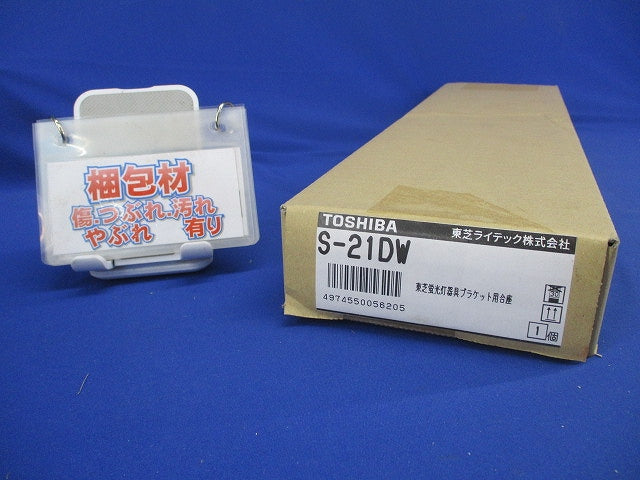 梱包材
傷、つぶれ、汚れ
やぶれ 有り
TOSHIBA 東芝ライテック株式会社
S-21DW
4974550056205
東芝蛍光灯器具ブラケット用台座
1個